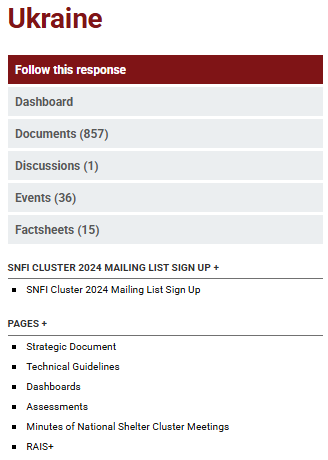 Ukraine
Follow this response
Dashboard
Documents (857)
Discussions (1)
Events (36)
Factsheets (15)
SNFI CLUSTER 2024 MAILING LIST SIGN UP +
SNFI Cluster 2024 Mailing List Sign Up
PAGES +
Strategic Document
Technical Guidelines
Dashboards
Assessments
Minutes of National Shelter Cluster Meetings
RAIS+